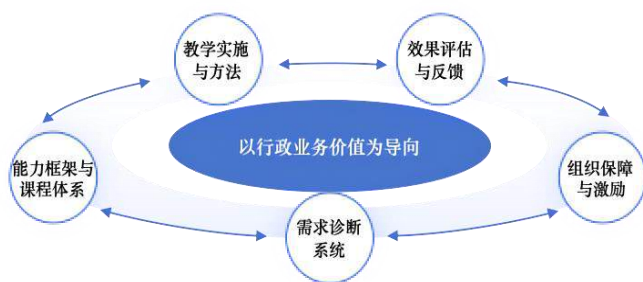 教学实施
与方法
效果评估
与反馈
以行政业务价值为导向
能力框架与
课程体系
组织保障
与激励
需求诊断
系统